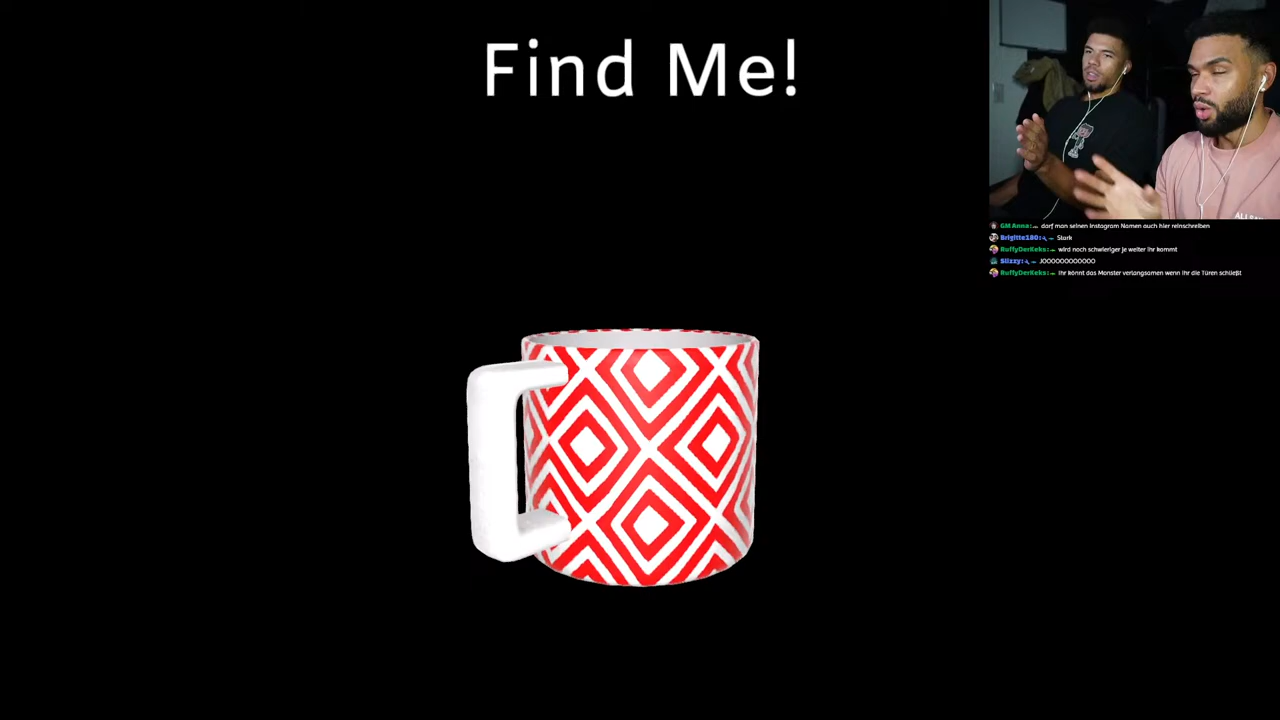 Find Me!
GM Anna: darf man seinen Instagram Namen auch hier reinschreiben
Brigitte180: Stark
RuffyDerKeks: wird noch schwieriger je weiter ihr kommt
Slizzy: JOOOOOOOOOOO
RuffyDerKeks: Ihr könnt das Monster verlangsamen wenn ihr die Türen schließt